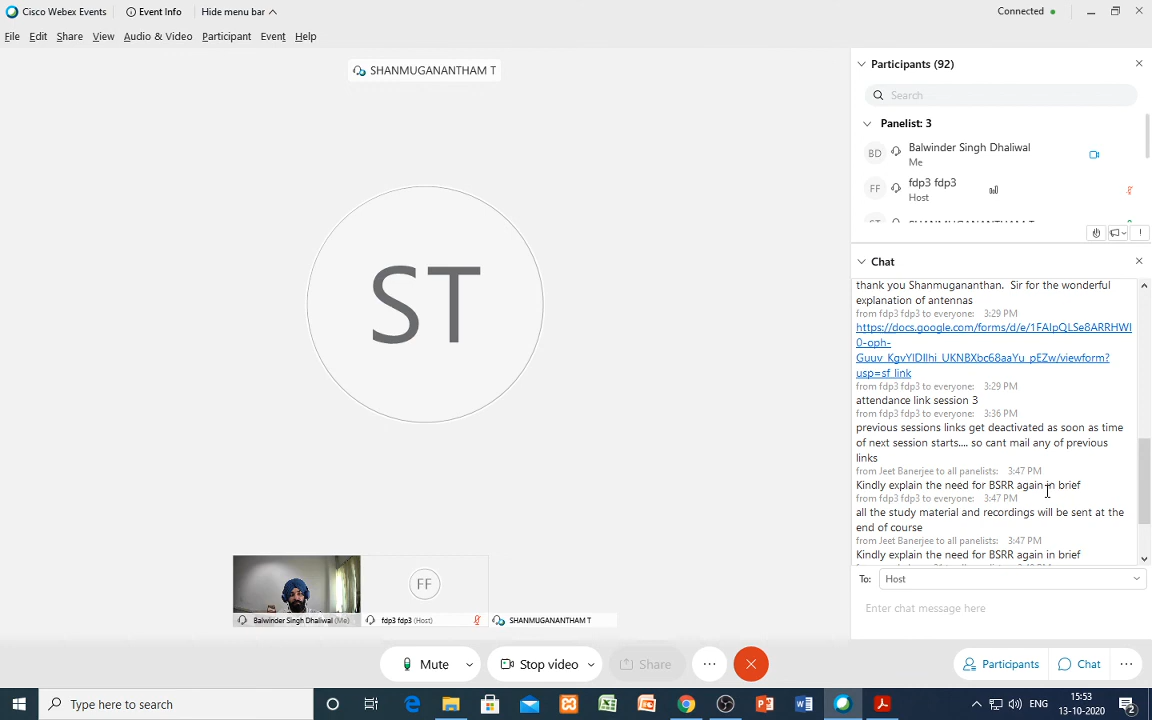 Cisco Webex Events
Event Info
Hide menu bar
Connected
File Edit Share View Audio & Video Participant Event Help
SHANMUGANANTHAM T
ST
Balwinder Singh Dhaliwal (Me)
FF
fdp3 fdp3 (Host)
SHANMUGANANTHAM T
Participants (92)
Search
Panelist: 3
BD
Balwinder Singh Dhaliwal
Me
FF
fdp3 fdp3
Host
Chat
thank you Shanmugananthan. Sir for the wonderful
explanation of antennas
from fdp3 fdp3 to everyone: 3:29 PM
https://docs.google.com/forms/d/e/1FAIpQLSe8ARRHWI
0-oph-
Guuv_KgvYlDIlhi_UKNBXbc68aaYu_pEZw/viewform?
usp=sf_link
from fdp3 fdp3 to everyone: 3:29 PM
attendance link session 3
from fdp3 fdp3 to everyone: 3:36 PM
previous sessions links get deactivated as soon as time
of next session starts.... so cant mail any of previous
links
from Jeet Banerjee to all panelists: 3:47 PM
Kindly explain the need for BSRR again in brief
from fdp3 fdp3 to everyone: 3:47 PM
all the study material and recordings will be sent at the
end of course
from Jeet Banerjee to all panelists: 3:47 PM
Kindly explain the need for BSRR again in brief
To: Host
Enter chat message here
Mute
Stop video
Share
Participants
Chat
Type here to search
ENG
15:53
13-10-2020
2